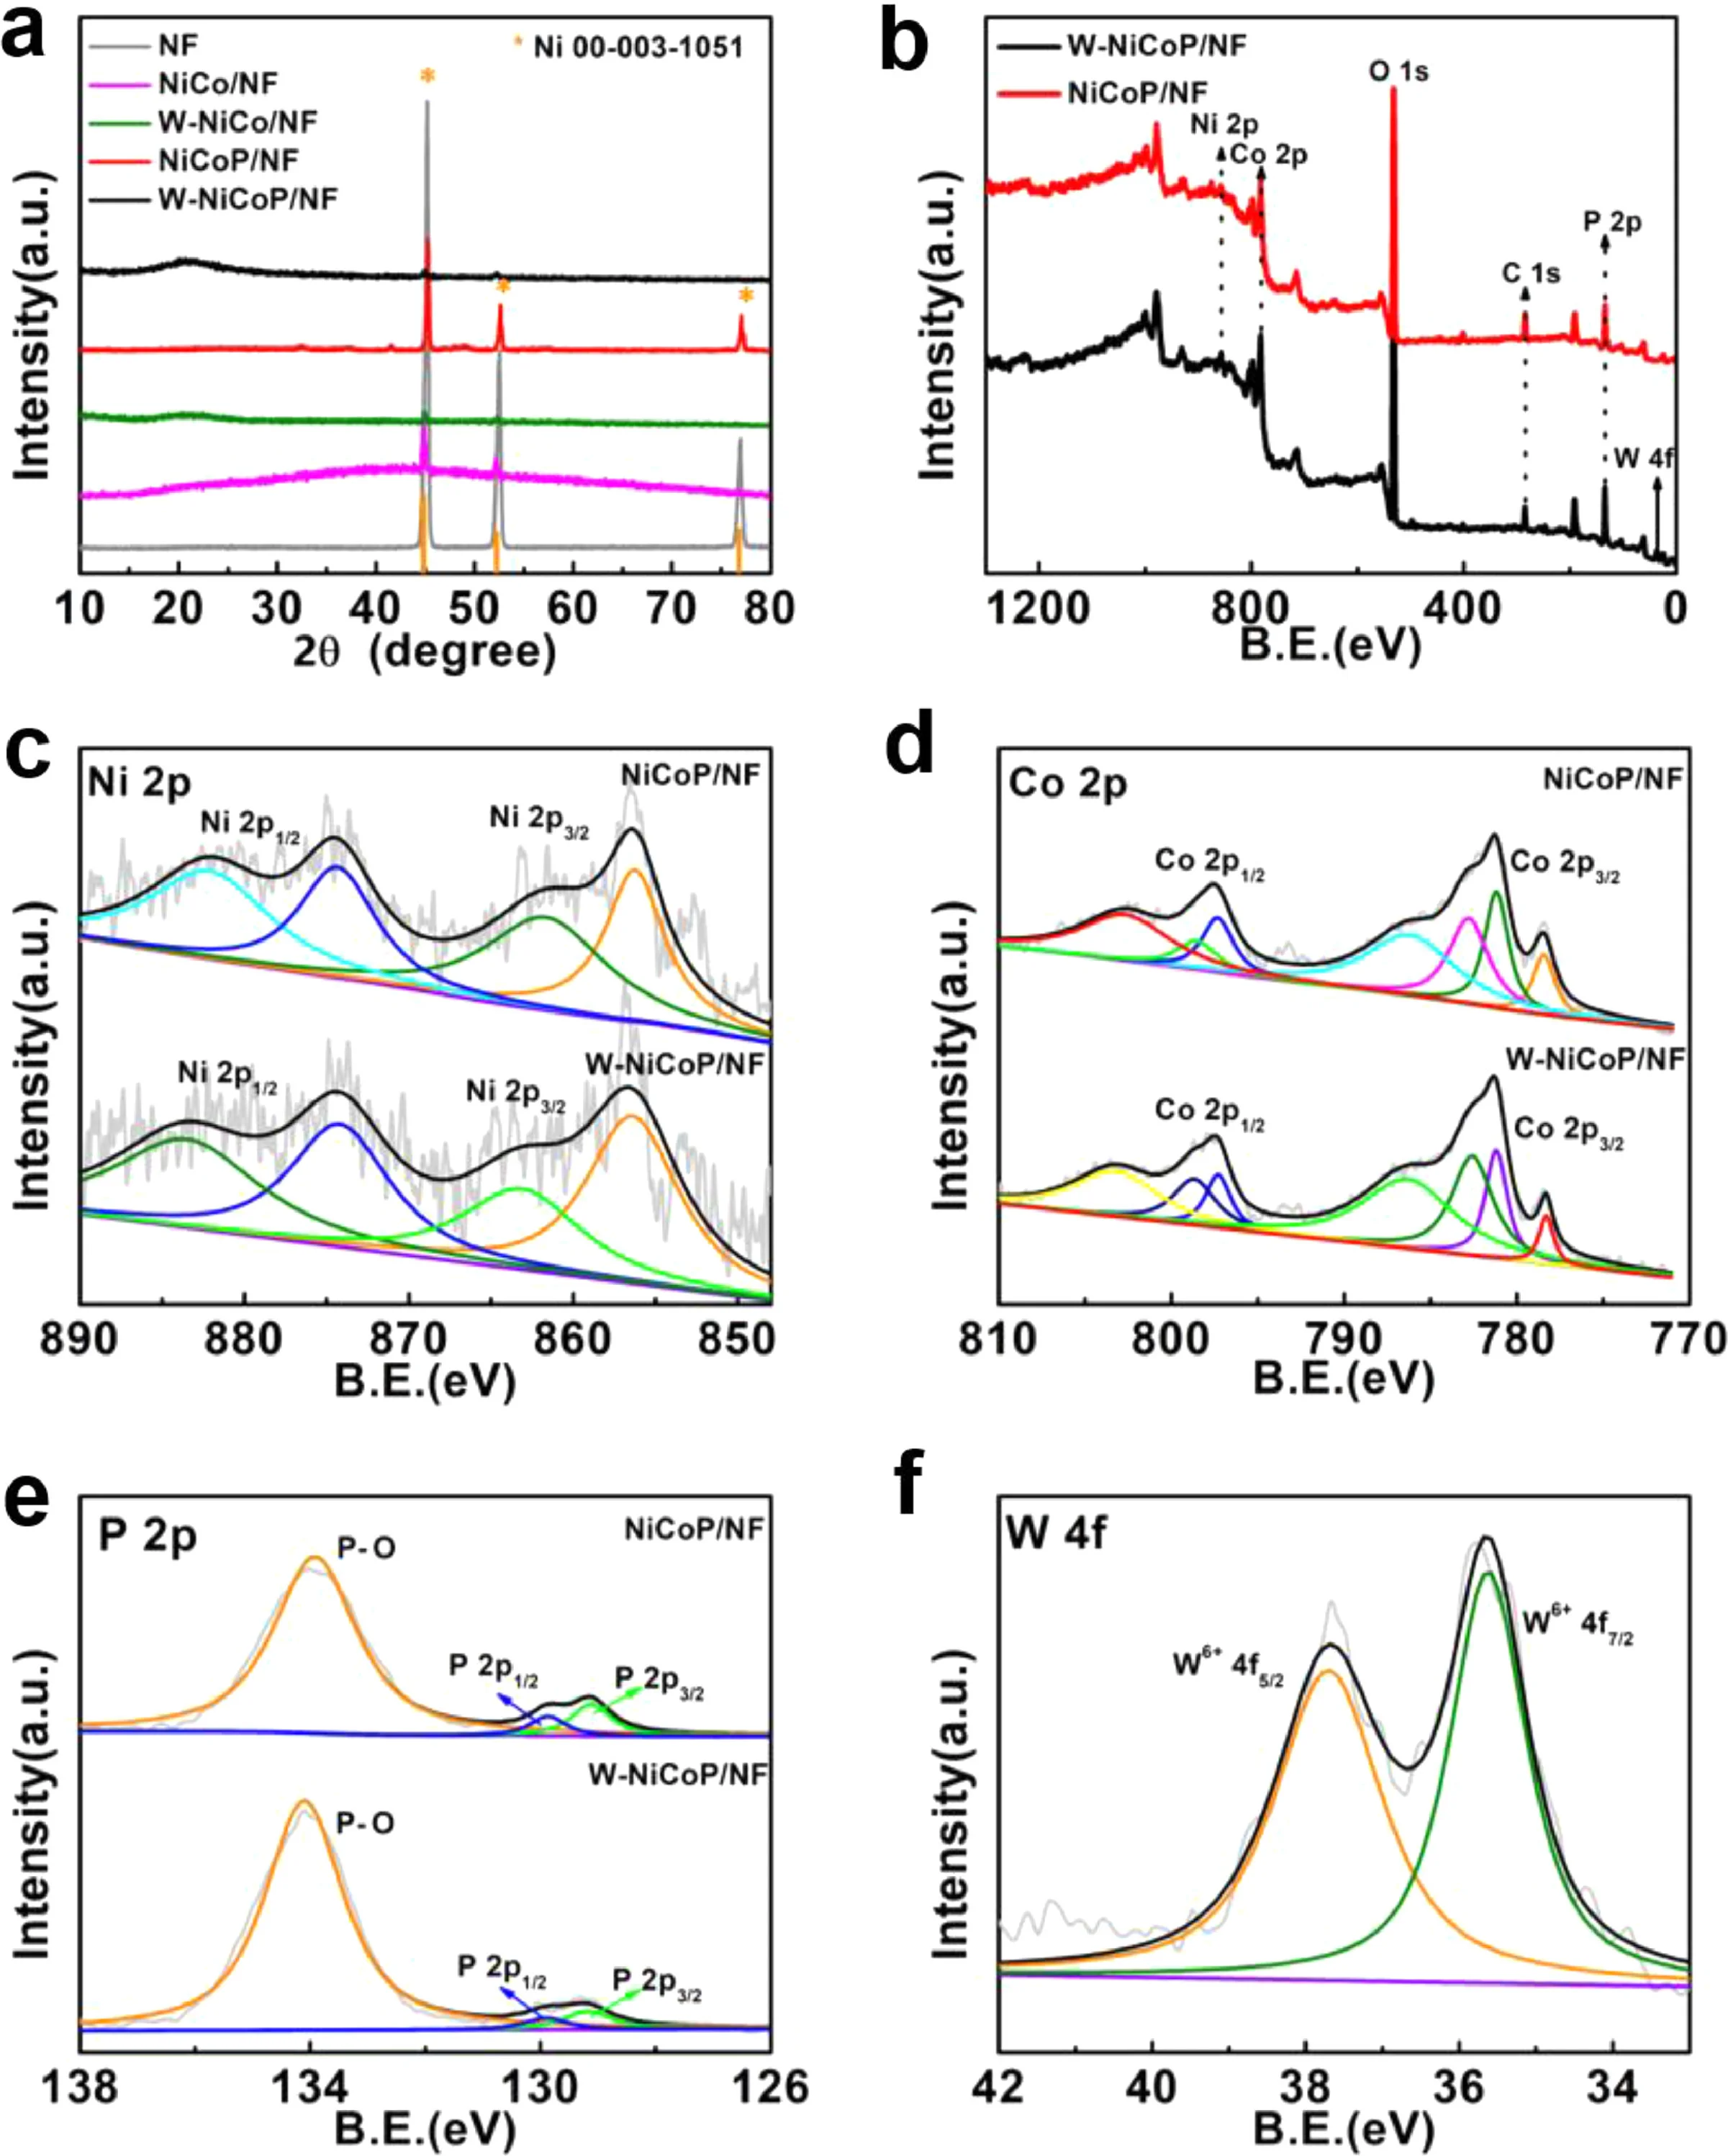 a
NF
NiCo/NF
W-NiCo/NF
NiCoP/NF
W-NiCoP/NF
* Ni 00-003-1051
*
*
*
Intensity(a.u.)
10 20 30 40 50 60 70 80
2θ (degree)
b
W-NiCoP/NF
NiCoP/NF
O 1s
Ni 2p
Co 2p
P 2p
C 1s
W 4f
Intensity(a.u.)
1200 800 400 0
B.E.(eV)
c
Ni 2p
NiCoP/NF
Ni 2p1/2
Ni 2p3/2
W-NiCoP/NF
Ni 2p1/2
Ni 2p3/2
Intensity(a.u.)
890 880 870 860 850
B.E.(eV)
d
Co 2p
NiCoP/NF
Co 2p1/2
Co 2p3/2
W-NiCoP/NF
Co 2p1/2
Co 2p3/2
Intensity(a.u.)
810 800 790 780 770
B.E.(eV)
e
P 2p
NiCoP/NF
P-O
P 2p1/2
P 2p3/2
W-NiCoP/NF
P-O
P 2p1/2
P 2p3/2
Intensity(a.u.)
138 134 130 126
B.E.(eV)
f
W 4f
W6+ 4f7/2
W6+ 4f5/2
Intensity(a.u.)
42 40 38 36 34
B.E.(eV)